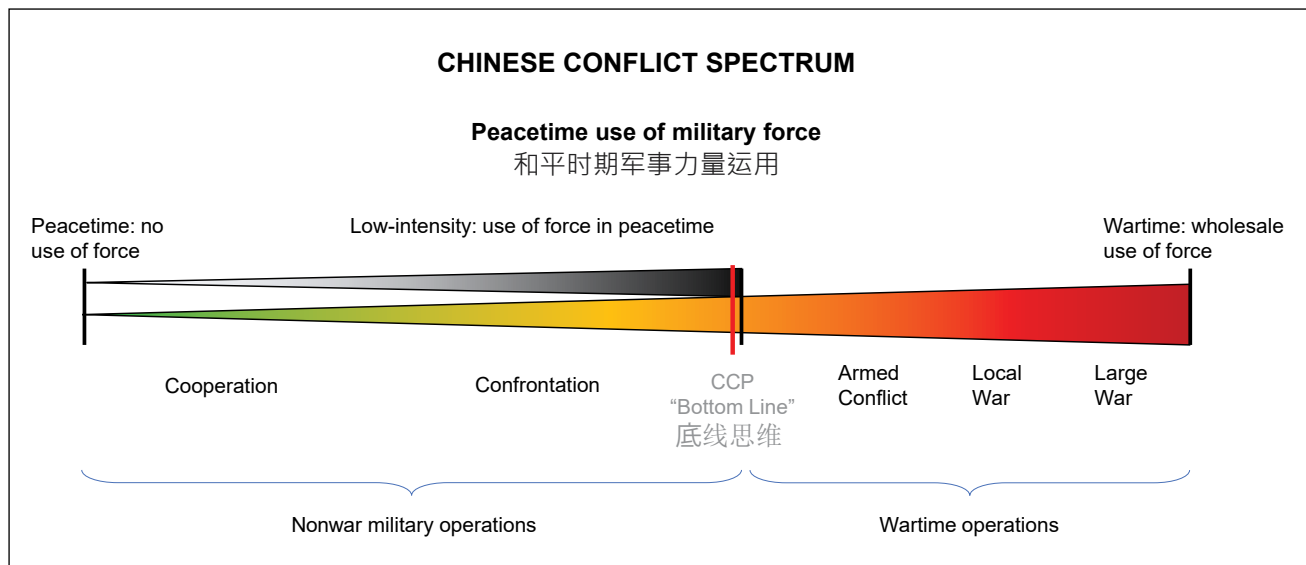 CHINESE CONFLICT SPECTRUM
Peacetime use of military force
和平时期军事力量运用
Peacetime: no
use of force
Low-intensity: use of force in peacetime
Wartime: wholesale
use of force
Cooperation
Confrontation
CCP
“Bottom Line”
底线思维
Armed
Conflict
Local
War
Large
War
Nonwar military operations
Wartime operations